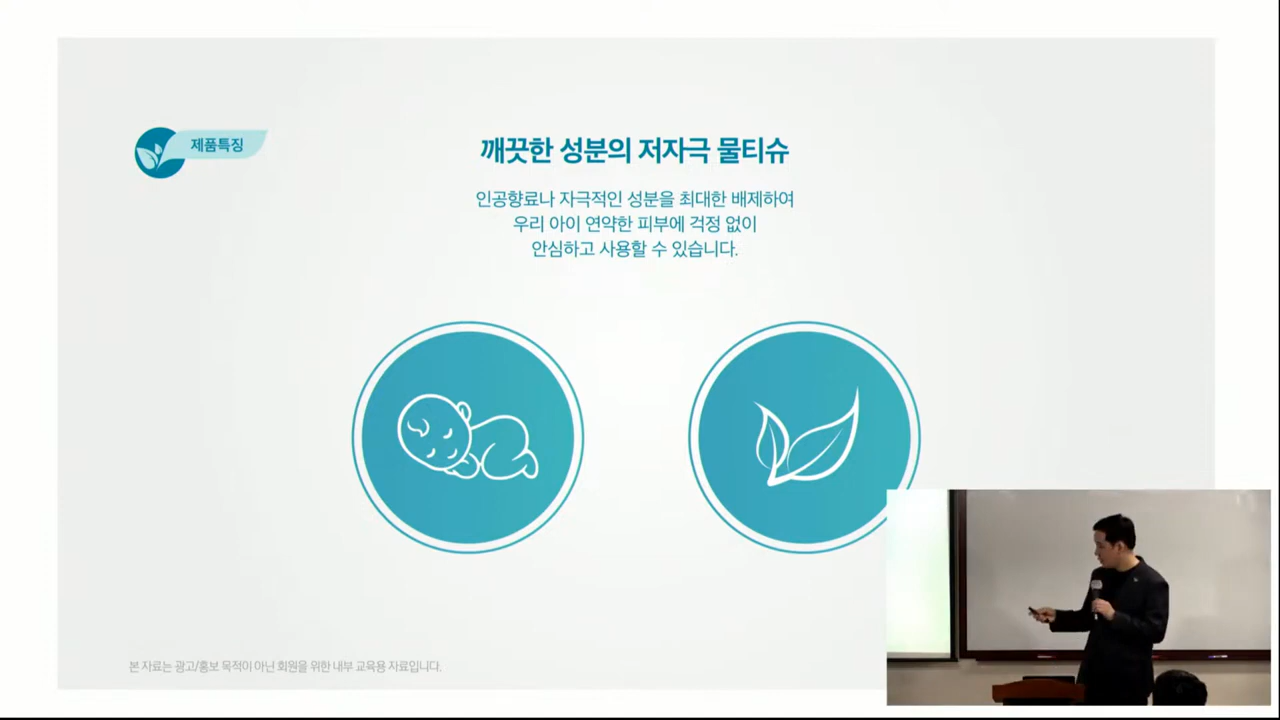 제품특징
깨끗한 성분의 저자극 물티슈
인공향료나 자극적인 성분을 최대한 배제하여
우리 아이 연약한 피부에 걱정 없이
안심하고 사용할 수 있습니다.
본 자료는 광고/홍보 목적이 아닌 회원을 위한 내부 교육용 자료입니다.